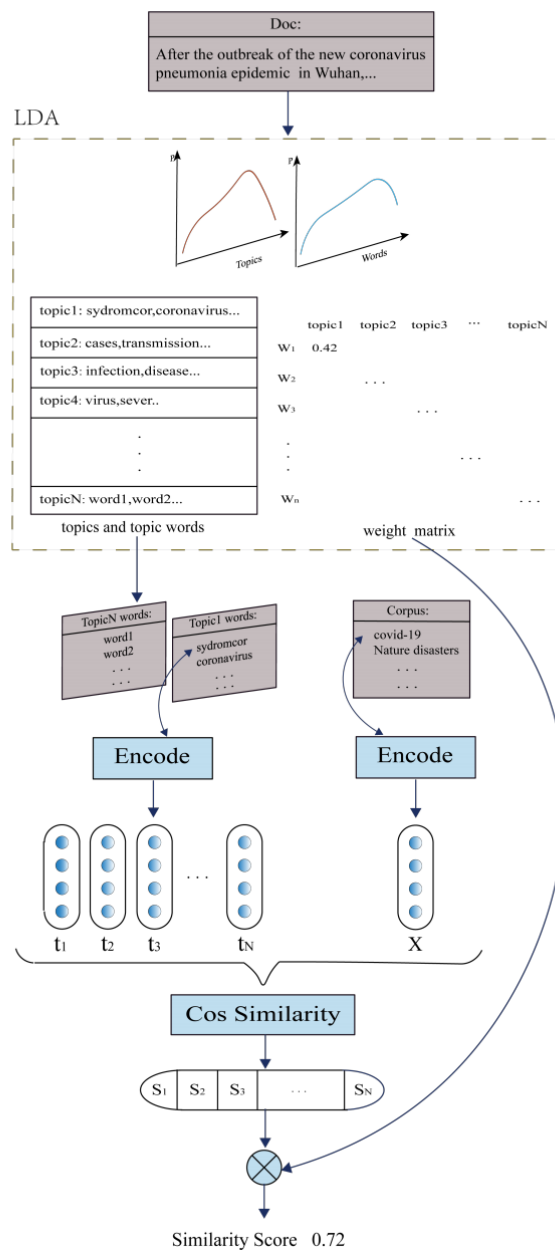 Doc:
After the outbreak of the new coronavirus
pneumonia epidemic in Wuhan,...
LDA
P
Topics
P
Words
topic1: sydromcor,coronavirus...
topic2: cases,transmission...
topic3: infection,disease...
topic4: virus,sever..
.
.
.
topicN: word1,word2...
topics and topic words
topic1 topic2 topic3 ... topicN
W1 0.42
W2 ...
W3 ...
. . . . ...
Wn ...
weight matrix
TopicN words:
word1
word2
...
...
Topic1 words:
sydromcor
coronavirus
...
...
Corpus:
covid-19
Nature disasters
...
...
Encode
Encode
...
t1 t2 t3 tN X
Cos Similarity
S1 S2 S3 ... SN
Similarity Score 0.72